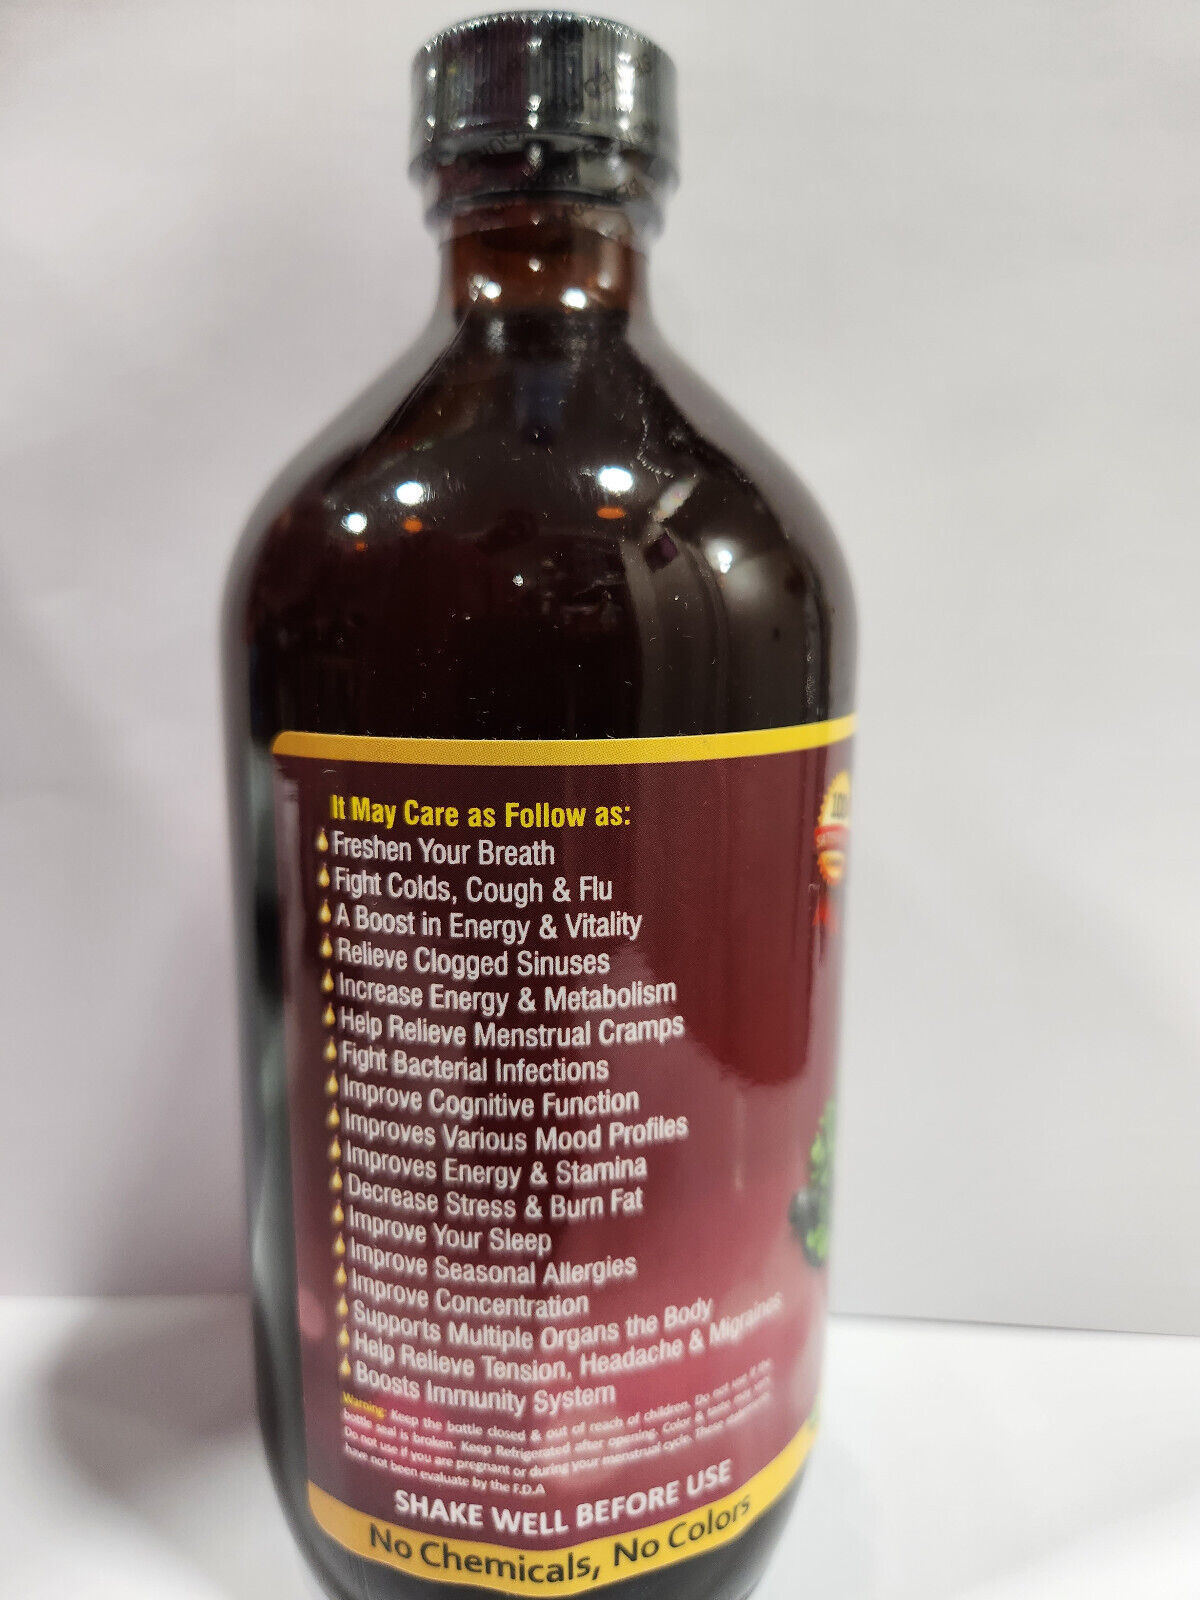 It May Care as Follow as:
Freshen Your Breath
Fight Colds, Cough & Flu
A Boost in Energy & Vitality
Relieve Clogged Sinuses
Increase Energy & Metabolism
Help Relieve Menstrual Cramps
Fight Bacterial Infections
Improve Cognitive Function
Improves Various Mood Profiles
Improves Energy & Stamina
Decrease Stress & Burn Fat
Improve Your Sleep
Improve Seasonal Allergies
Improve Concentration
Supports Multiple Organs the Body
Help Relieve Tension, Headache & Migraines
Boosts Immunity System
Warning: Keep the bottle closed & out of reach of children. Do not use if the
bottle seal is broken. Keep Refrigerated after opening. Color & taste may vary.
Do not use if you are pregnant or during your menstrual cycle. These statements
have not been evaluate by the F.D.A
SHAKE WELL BEFORE USE
No Chemicals, No Colors